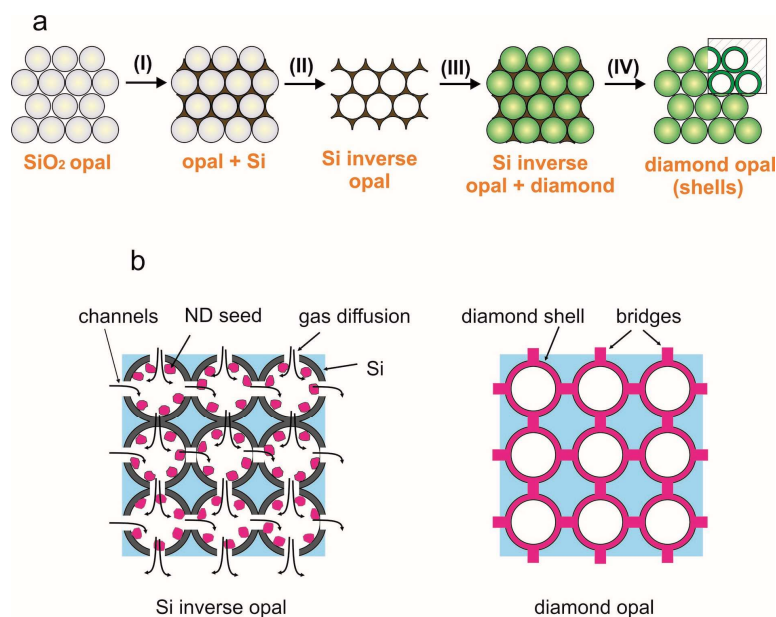 a
(I)
(II)
(III)
(IV)
SiO₂ opal
opal + Si
Si inverse
opal
Si inverse
opal + diamond
diamond opal
(shells)
b
channels
ND seed
gas diffusion
Si
diamond shell
bridges
Si inverse opal
diamond opal